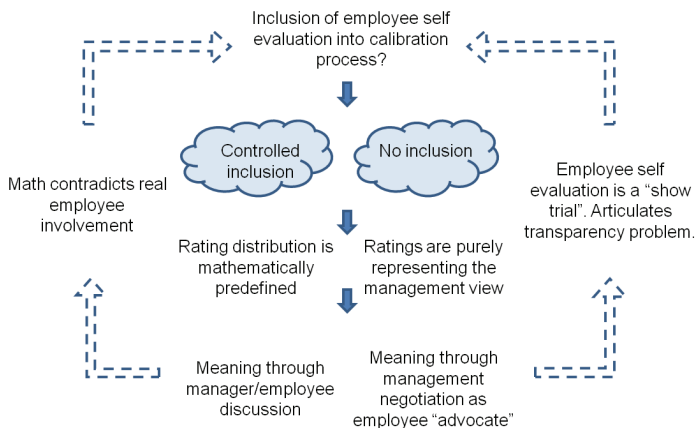 Inclusion of employee self
evaluation into calibration
process?
Controlled
inclusion
No inclusion
Math contradicts real
employee
involvement
Employee self
evaluation is a “show
trial”. Articulates
transparency problem.
Rating distribution is
mathematically
predefined
Ratings are purely
representing the
management view
Meaning through
manager/employee
discussion
Meaning through
management
negotiation as
employee “advocate”